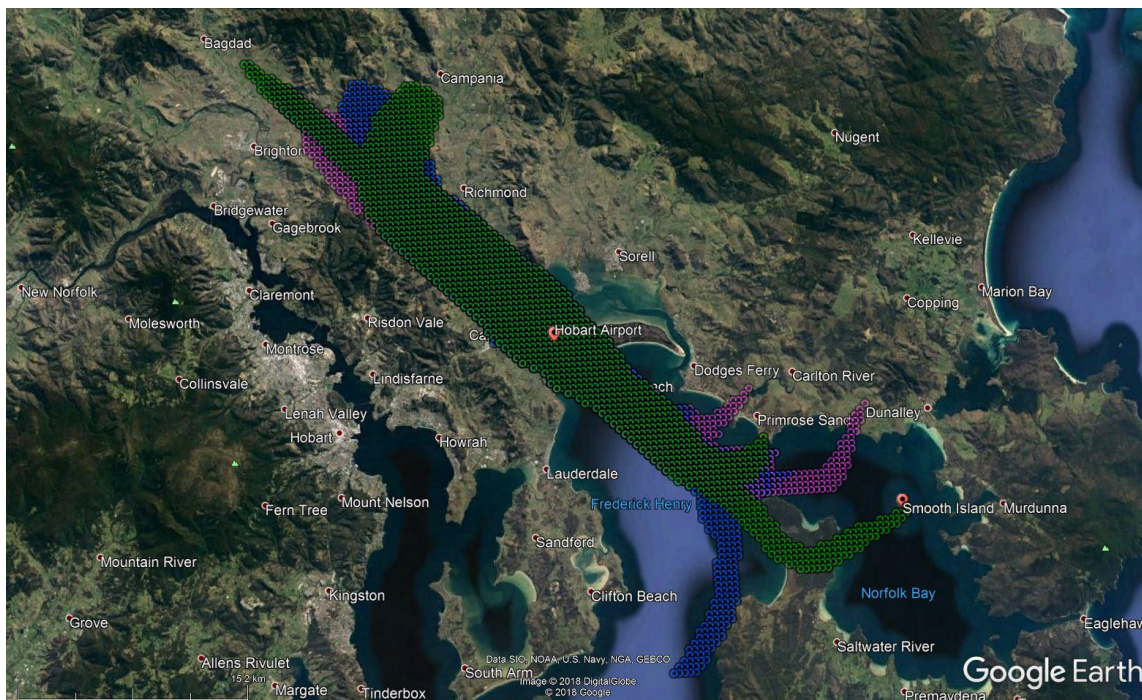 Bagdad
Campania
Nugent
Brighton
Richmond
Bridgewater
Gagebrook
Kellevie
Sorell
New Norfolk
Claremont
Copping
Marion Bay
Molesworth
Risdon Vale
Hobart Airport
Montrose
Collinsvale
Lindisfarne
Dodges Ferry
Carlton River
Lenah Valley
Primrose Sand
Dunalley
Hobart
Howrah
Lauderdale
Mount Nelson
Frederick Henry
Fern Tree
Smooth Island
Murdunna
Sandford
Mountain River
Kingston
Clifton Beach
Norfolk Bay
Grove
Eaglehaw
Saltwater River
Allens Rivulet
Data SIO, NOAA, U.S. Navy, NGA, GEBCO
South Arm
Google Earth
15.2 km
Image © 2018 DigitalGlobe
Margate
Tinderbox
© 2018 Google
Premaydena